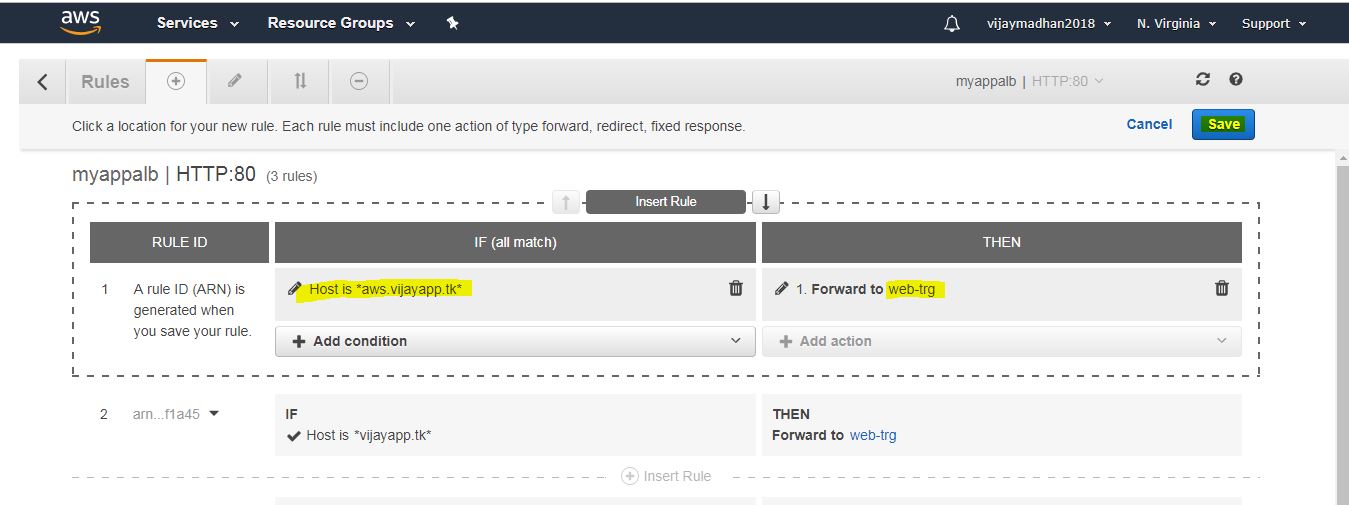 aws Services Resource Groups vijaymadhan2018 N. Virginia Support
Rules myappalb | HTTP:80
Click a location for your new rule. Each rule must include one action of type forward, redirect, fixed response. Cancel Save
myappalb | HTTP:80 (3 rules)
Insert Rule
RULE ID IF (all match) THEN
1 A rule ID (ARN) is Host is *aws.vijayapp.tk* 1. Forward to web-trg
generated when
you save your rule.
Add condition Add action
2 arn...f1a45 IF THEN
Host is *vijayapp.tk* Forward to web-trg
Insert Rule